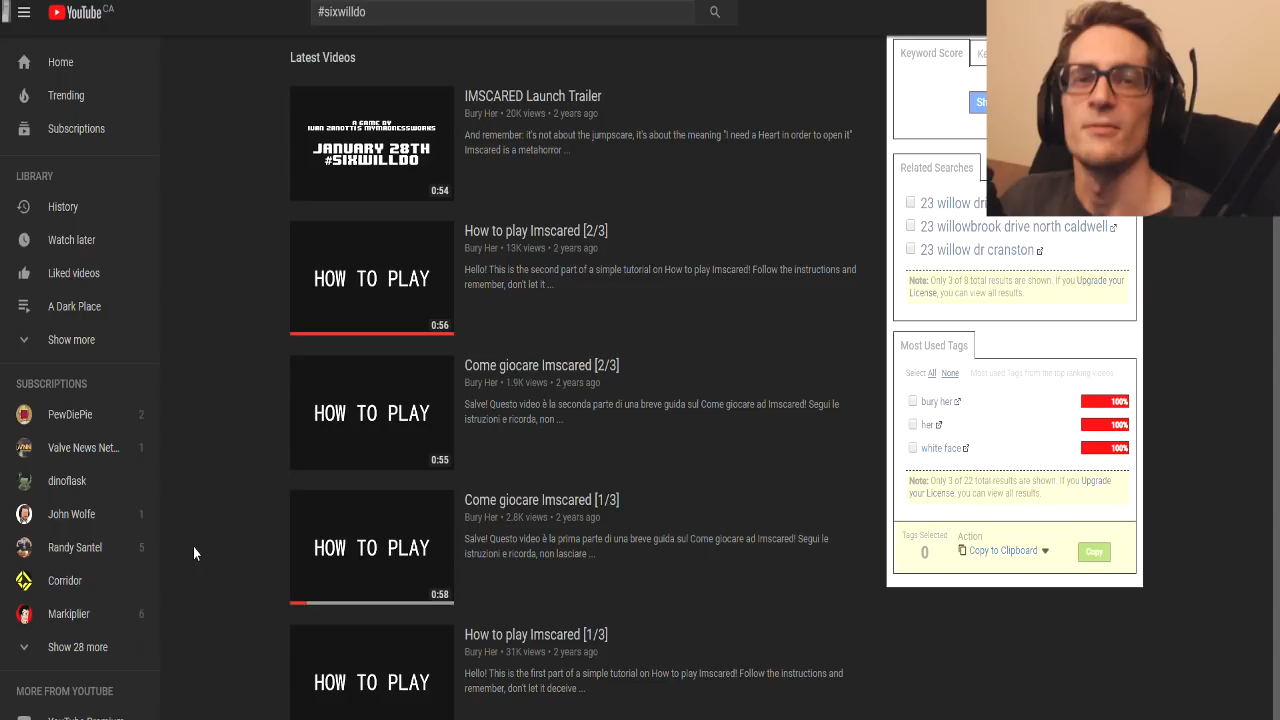 YouTube CA
#sixwilldo
Home
Trending
Subscriptions
LIBRARY
History
Watch later
Liked videos
A Dark Place
Show more
SUBSCRIPTIONS
PewDiePie 2
Valve News Net... 1
dinoflask
John Wolfe 1
Randy Santel 5
Corridor
Markiplier 6
Show 28 more
MORE FROM YOUTUBE
YouTube Premium
Latest Videos
A GAME BY
IVAN ZANOTTI'S MYMADNESSWORKS
JANUARY 28TH
#SIXWILLDO
0:54
IMSCARED Launch Trailer
Bury Her • 20K views • 2 years ago
And remember: it's not about the jumpscare, it's about the meaning "I need a Heart in order to open it"
Imscared is a metahorror ...
HOW TO PLAY
0:56
How to play Imscared [2/3]
Bury Her • 13K views • 2 years ago
Hello! This is the second part of a simple tutorial on How to play Imscared! Follow the instructions and
remember, don't let it ...
HOW TO PLAY
0:55
Come giocare Imscared [2/3]
Bury Her • 1.9K views • 2 years ago
Salve! Questo video è la seconda parte di una breve guida sul Come giocare ad Imscared! Segui le
istruzioni e ricorda, non ...
HOW TO PLAY
0:58
Come giocare Imscared [1/3]
Bury Her • 2.8K views • 2 years ago
Salve! Questo video è la prima parte di una breve guida sul Come giocare ad Imscared! Segui le
istruzioni e ricorda, non lasciare ...
HOW TO PLAY
How to play Imscared [1/3]
Bury Her • 31K views • 2 years ago
Hello! This is the first part of a simple tutorial on How to play Imscared! Follow the instructions and
remember, don't let it deceive ...
Keyword Score Ke
Sh
Related Searches
23 willow dri
23 willowbrook drive north caldwell
23 willow dr cranston
Note: Only 3 of 8 total results are shown. If you Upgrade your
License, you can view all results.
Most Used Tags
Select All None Most used Tags from the top ranking videos
bury her 100%
her 100%
white face 100%
Note: Only 3 of 22 total results are shown. If you Upgrade
your License, you can view all results.
Tags Selected
0
Action
Copy to Clipboard
Copy